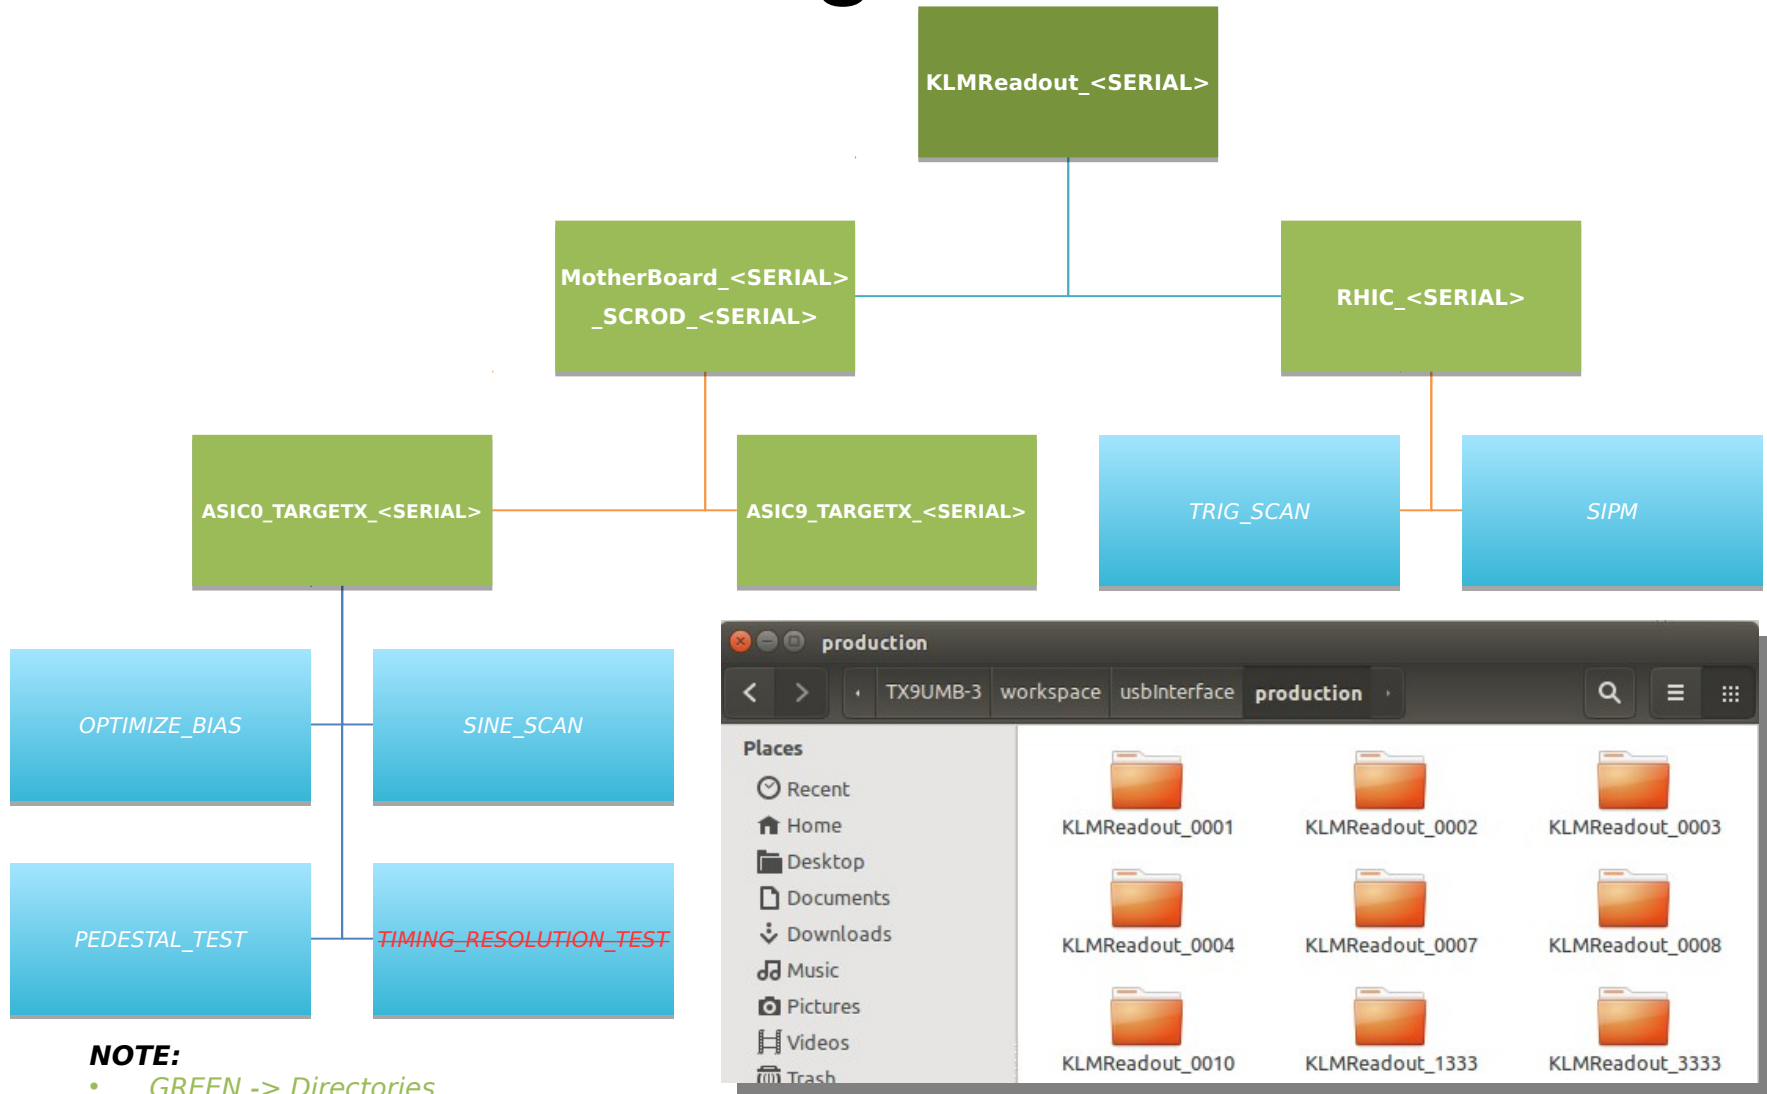 KLMReadout_<SERIAL>
MotherBoard_<SERIAL>
_SCROD_<SERIAL>
RHIC_<SERIAL>
ASIC0_TARGETX_<SERIAL>
ASIC9_TARGETX_<SERIAL>
TRIG_SCAN
SIPM
OPTIMIZE_BIAS
SINE_SCAN
PEDESTAL_TEST
TIMING_RESOLUTION_TEST
NOTE:
• GREEN -> Directories
production
TX9UMB-3 workspace usbInterface production
Places
Recent
Home
Desktop
Documents
Downloads
Music
Pictures
Videos
Trash
KLMReadout_0001 KLMReadout_0002 KLMReadout_0003
KLMReadout_0004 KLMReadout_0007 KLMReadout_0008
KLMReadout_0010 KLMReadout_1333 KLMReadout_3333